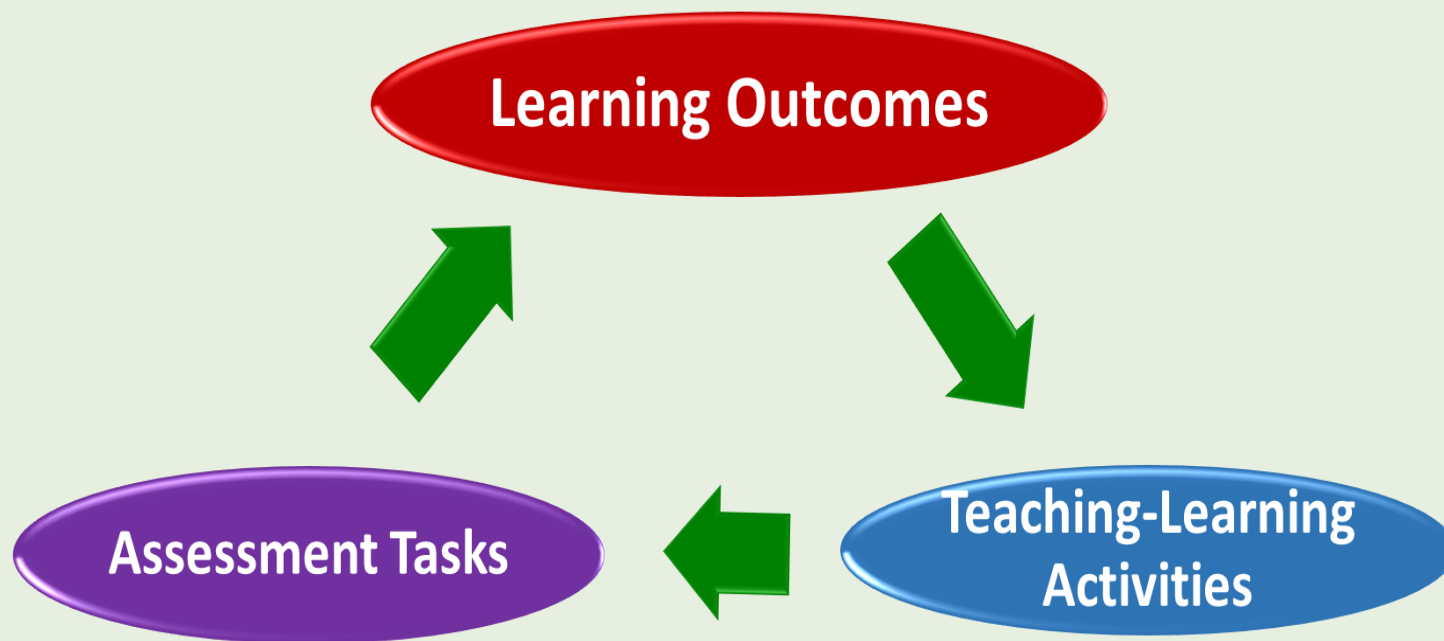 Learning Outcomes
Assessment Tasks
Teaching-Learning
Activities